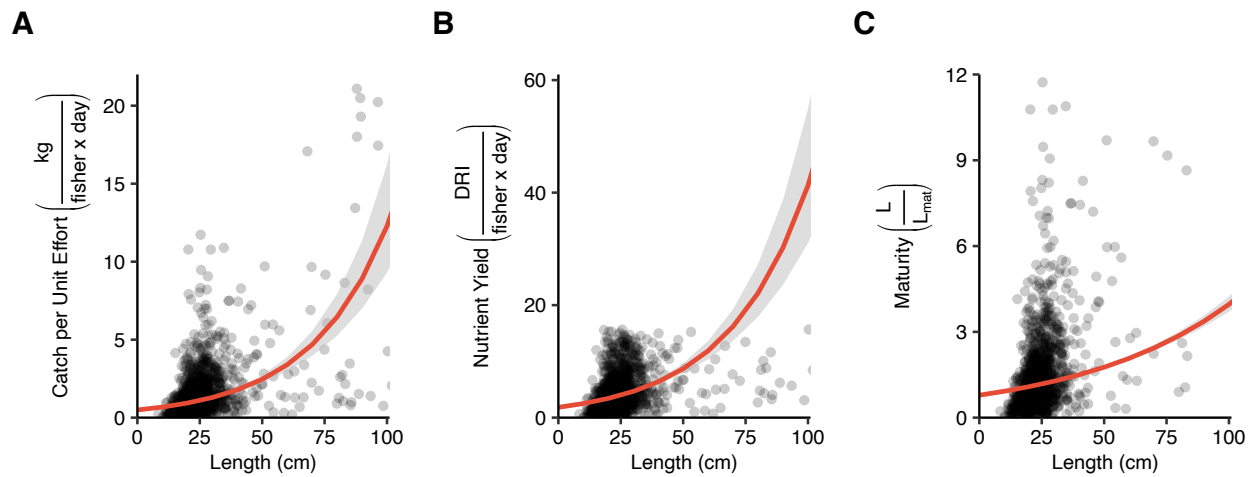 A
B
C
Catch per Unit Effort ( kg / fisher x day )
20
15
10
5
0
0 25 50 75 100
Length (cm)
Nutrient Yield ( DRI / fisher x day )
60
40
20
0
0 25 50 75 100
Length (cm)
Maturity ( L / Lmat )
12
9
6
3
0
0 25 50 75 100
Length (cm)